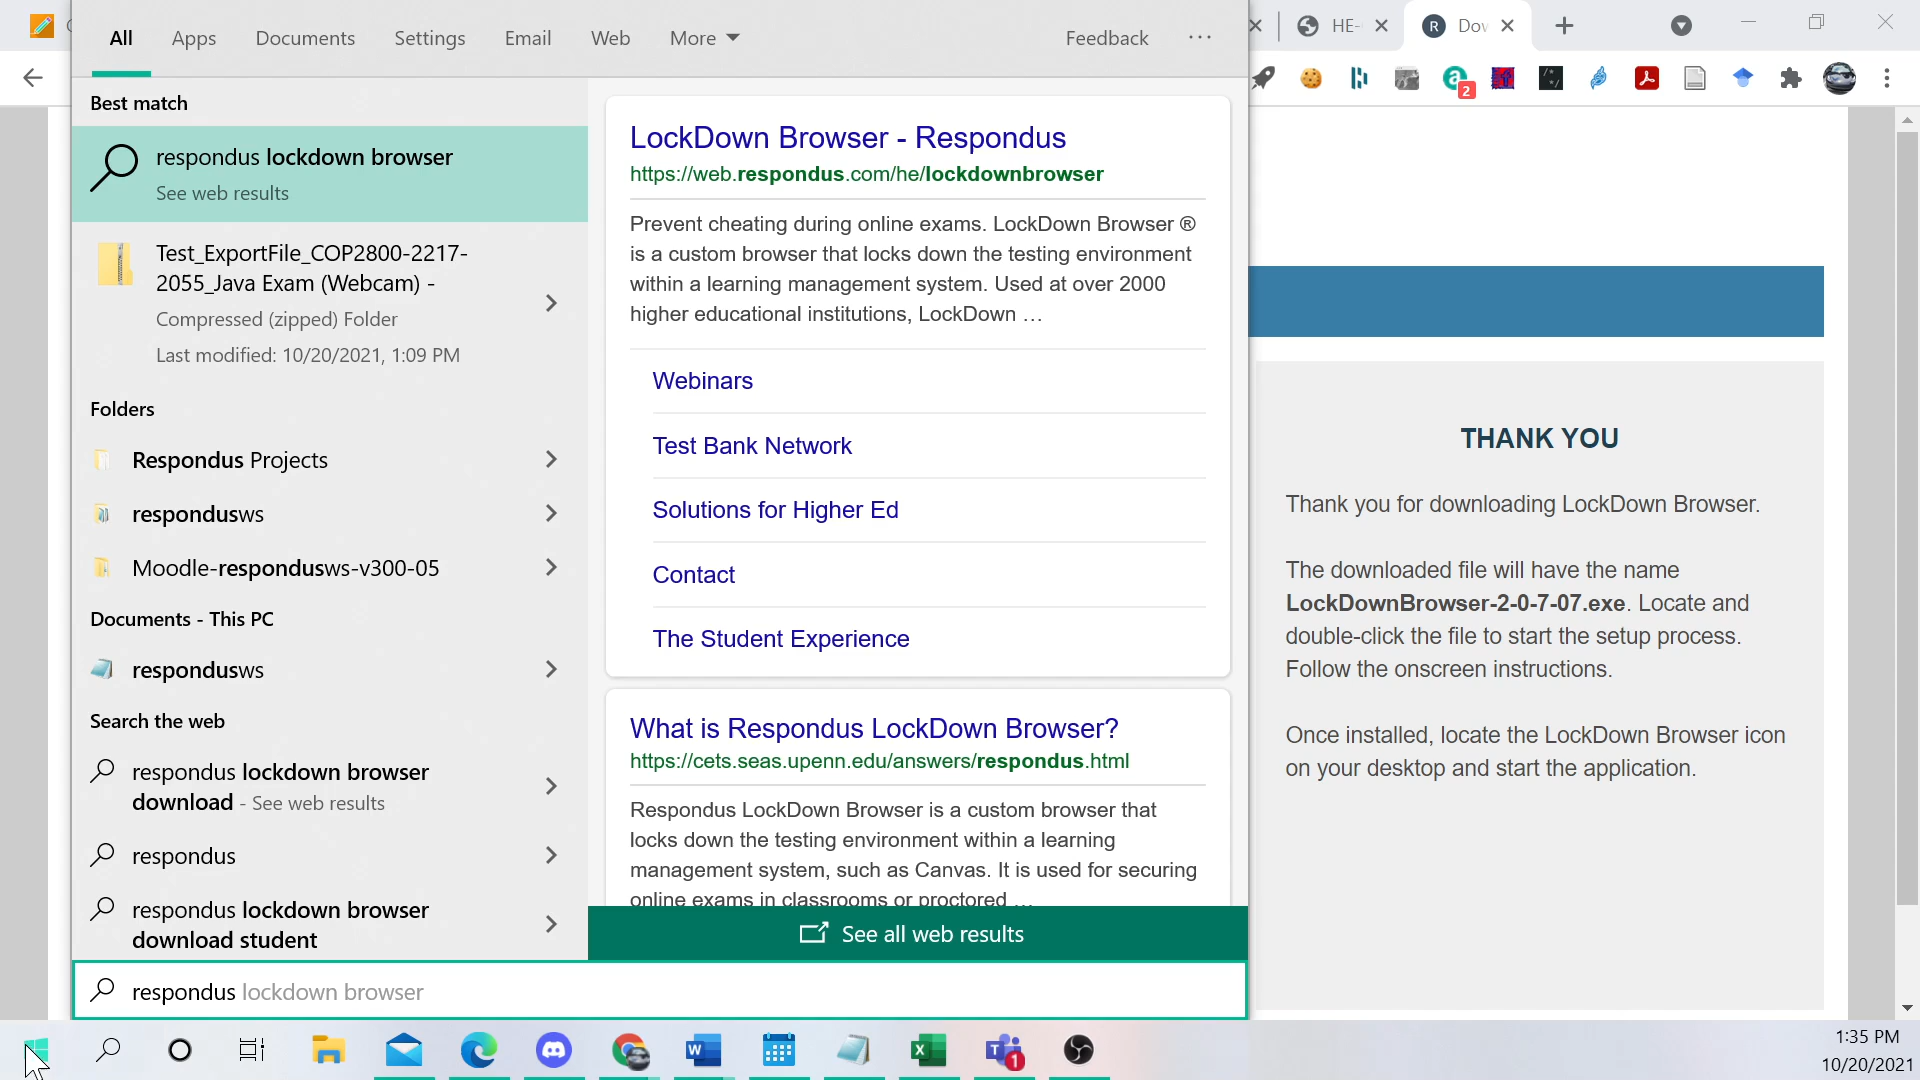 All
Apps
Documents
Settings
Email
Web
More
Feedback
HE-
Dov
2
Best match
respondus lockdown browser
See web results
Test_ExportFile_COP2800-2217-
2055_Java Exam (Webcam) -
Compressed (zipped) Folder
Last modified: 10/20/2021, 1:09 PM
Folders
Respondus Projects
respondusws
Moodle-respondusws-v300-05
Documents - This PC
respondusws
Search the web
respondus lockdown browser
download - See web results
respondus
respondus lockdown browser
download student
respondus lockdown browser
LockDown Browser - Respondus
https://web.respondus.com/he/lockdownbrowser
Prevent cheating during online exams. LockDown Browser ®
is a custom browser that locks down the testing environment
within a learning management system. Used at over 2000
higher educational institutions, LockDown ...
Webinars
Test Bank Network
Solutions for Higher Ed
Contact
The Student Experience
What is Respondus LockDown Browser?
https://cets.seas.upenn.edu/answers/respondus.html
Respondus LockDown Browser is a custom browser that
locks down the testing environment within a learning
management system, such as Canvas. It is used for securing
online exams in classrooms or proctored ...
See all web results
THANK YOU
Thank you for downloading LockDown Browser.
The downloaded file will have the name
LockDownBrowser-2-0-7-07.exe. Locate and
double-click the file to start the setup process.
Follow the onscreen instructions.
Once installed, locate the LockDown Browser icon
on your desktop and start the application.
1:35 PM
10/20/2021